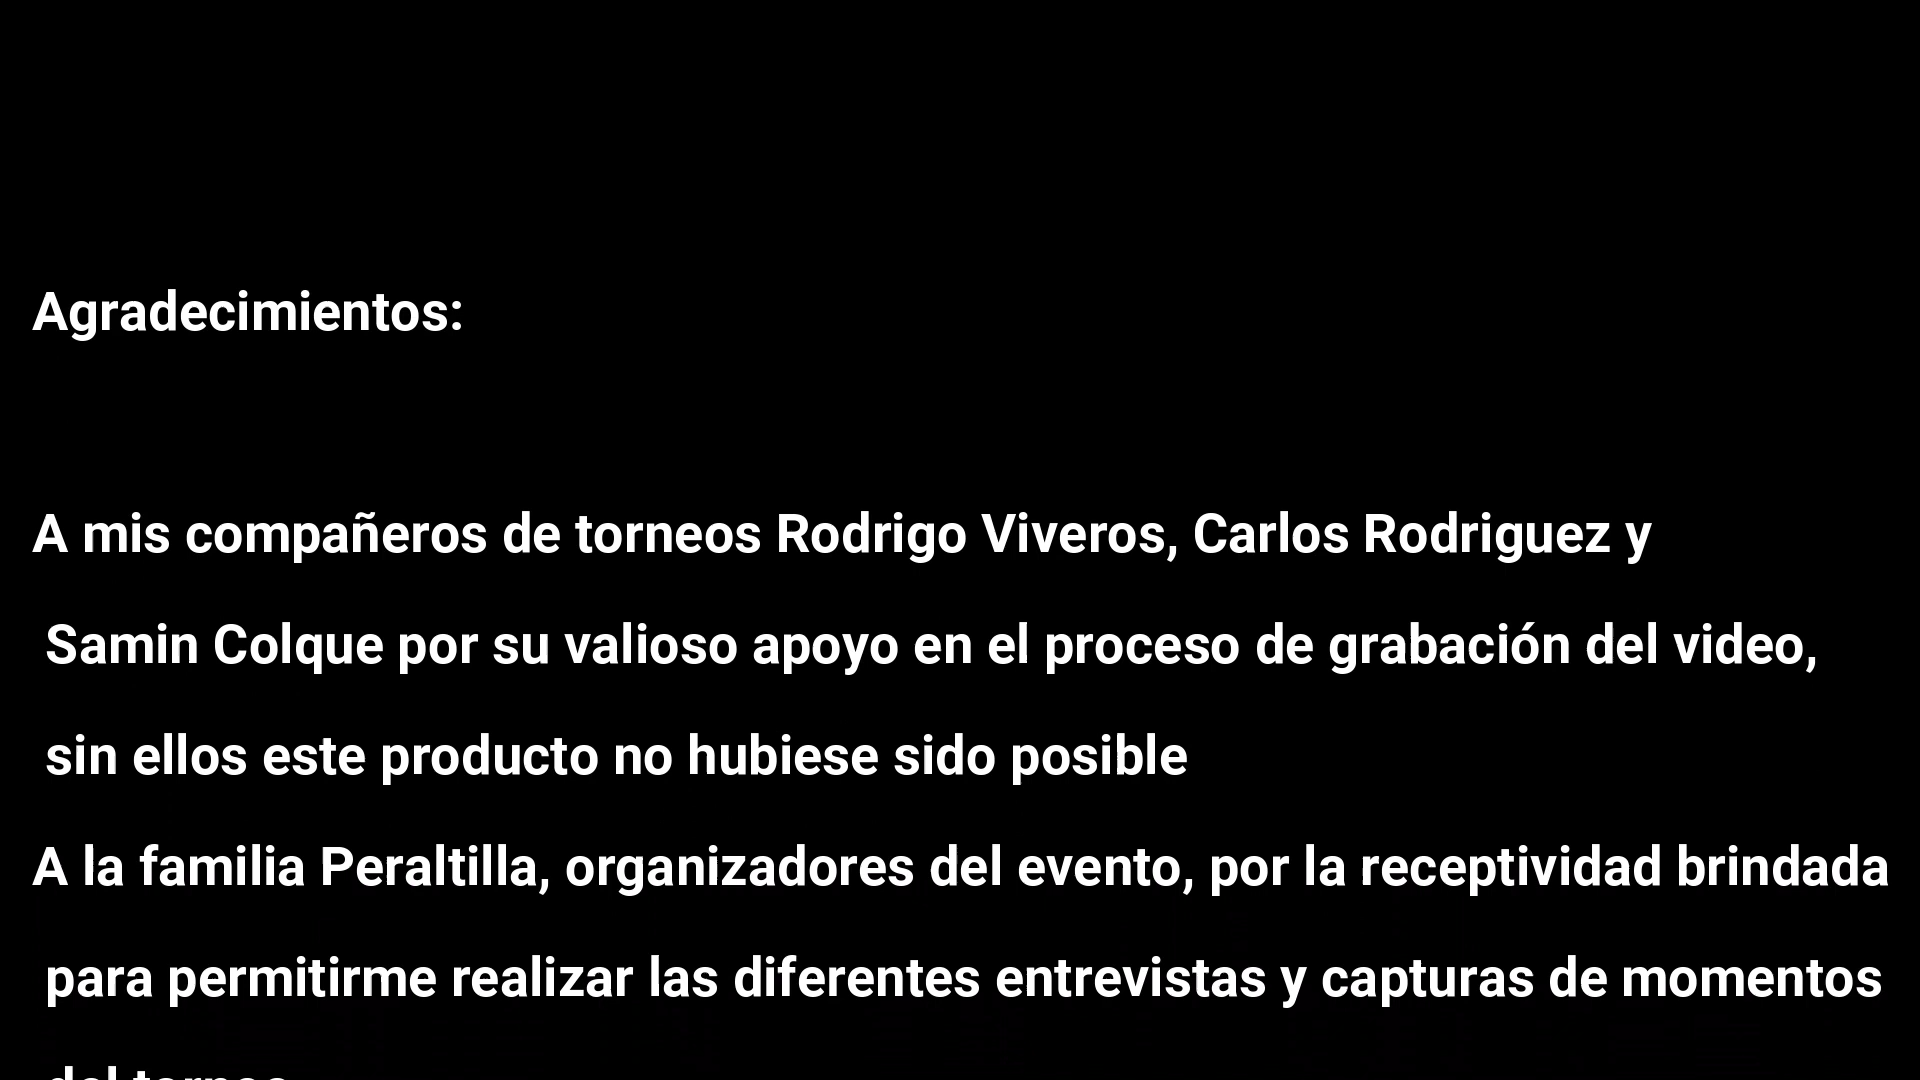 Agradecimientos:
A mis compañeros de torneos Rodrigo Viveros, Carlos Rodriguez y
Samin Colque por su valioso apoyo en el proceso de grabación del video,
sin ellos este producto no hubiese sido posible
A la familia Peraltilla, organizadores del evento, por la receptividad brindada
para permitirme realizar las diferentes entrevistas y capturas de momentos
del torneo